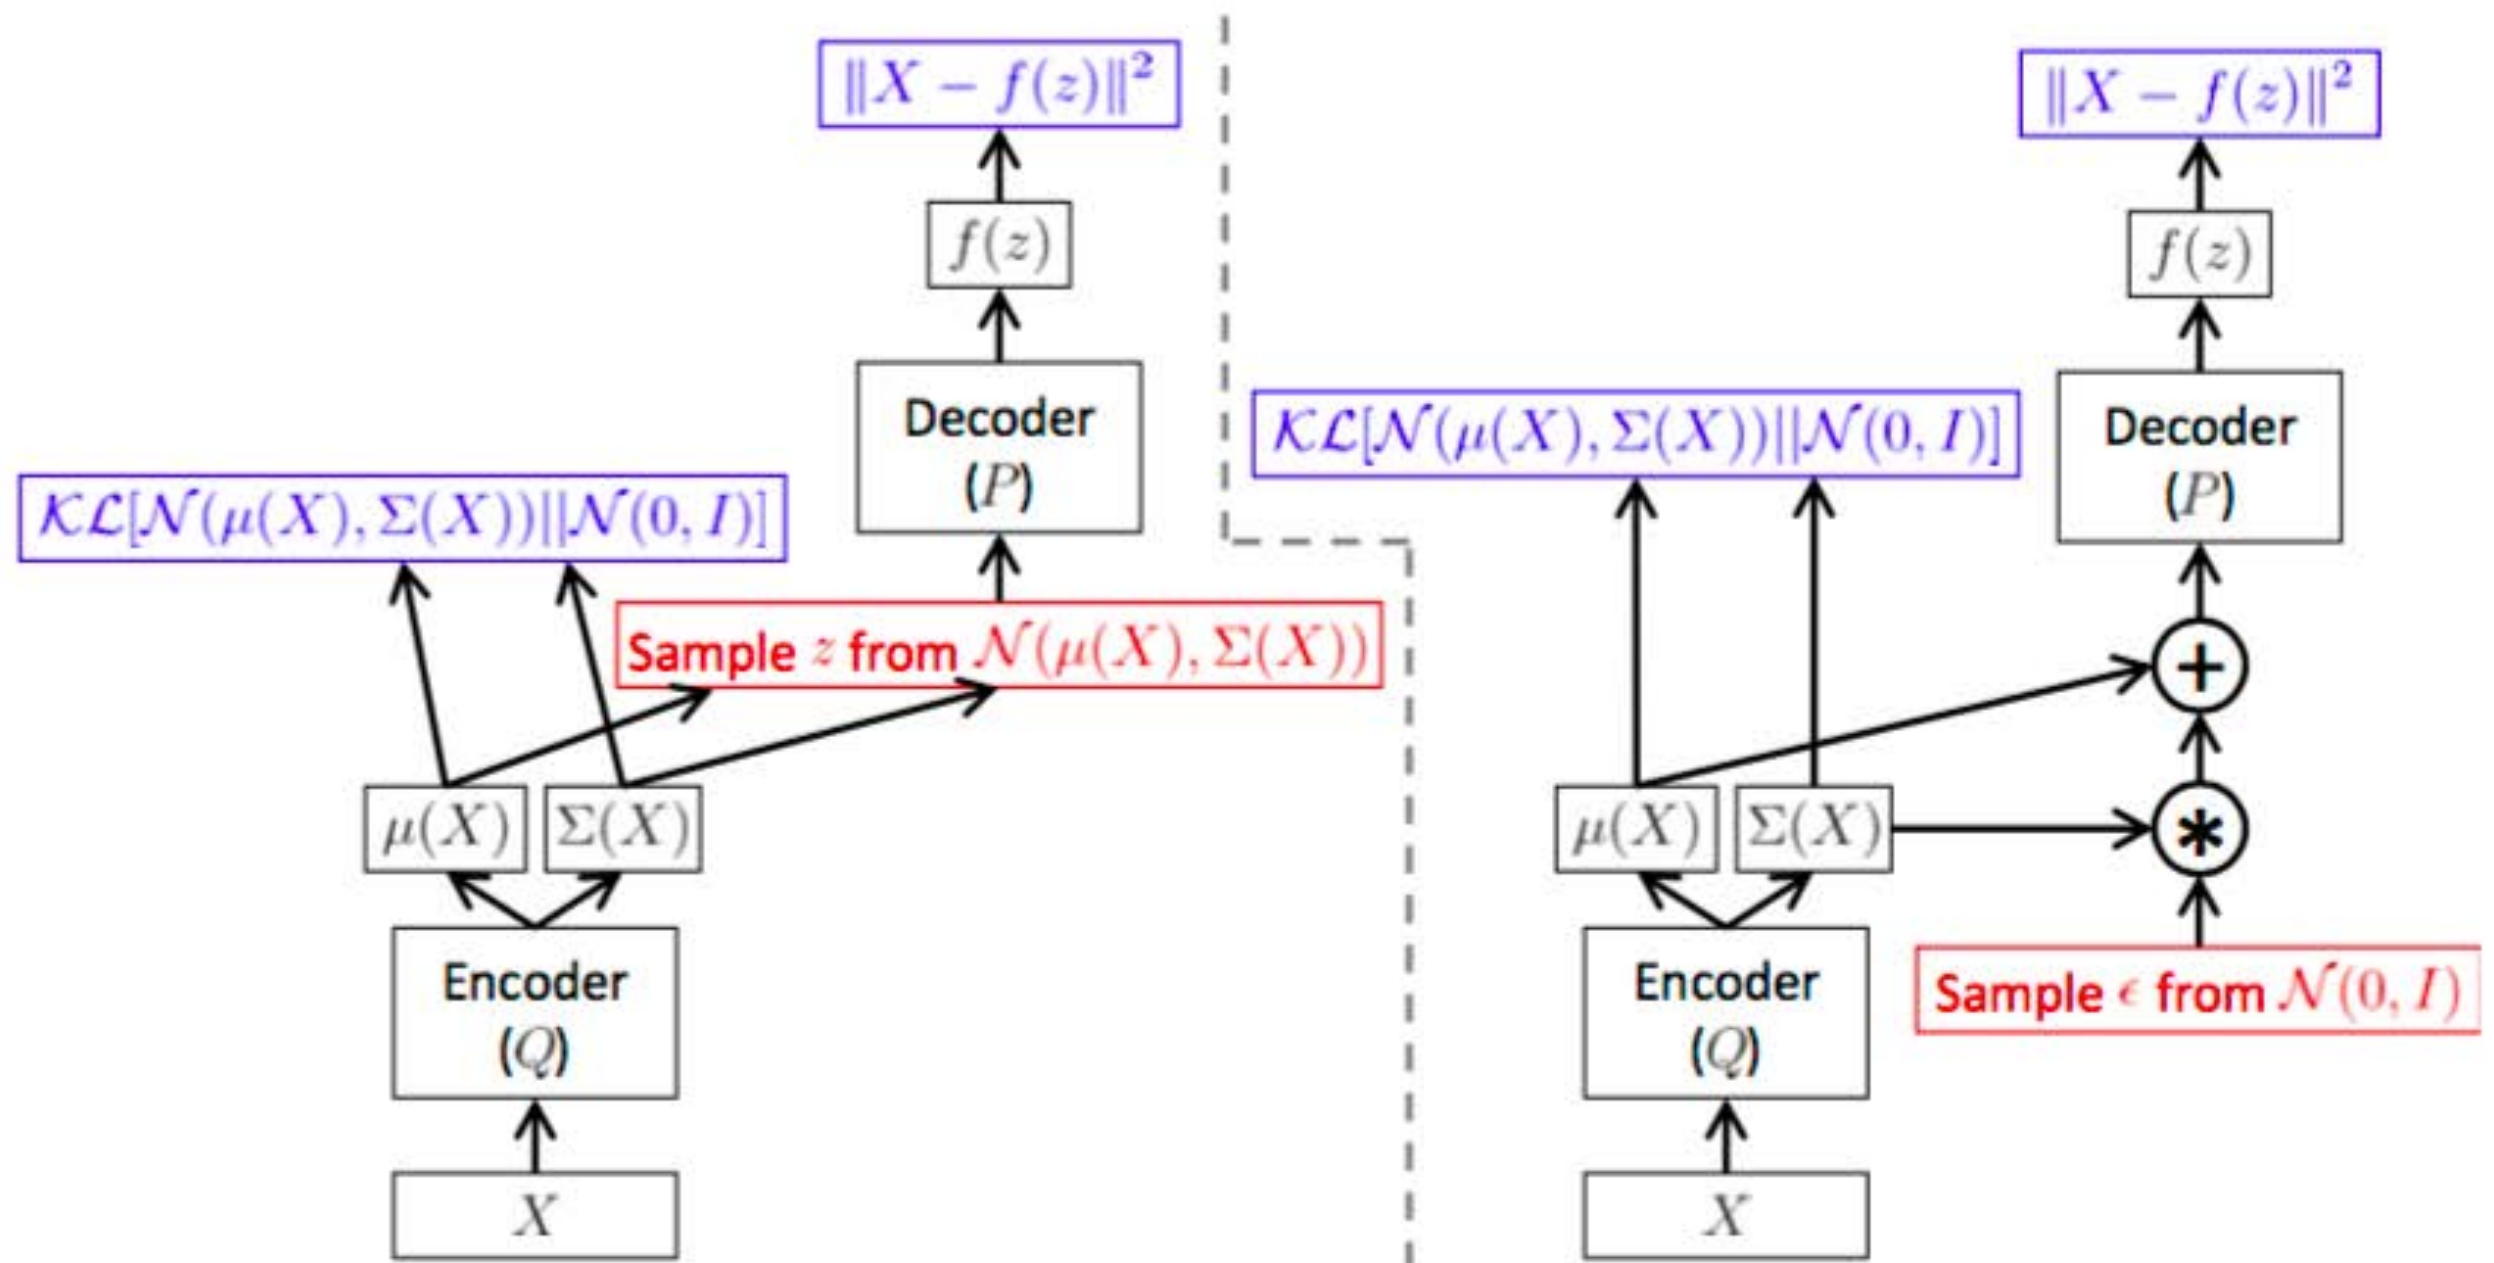 ‖X − f(z)‖²
f(z)
Decoder
(P)
𝒦ℒ[𝒩(μ(X), Σ(X))||𝒩(0, I)]
Sample z from 𝒩(μ(X), Σ(X))
μ(X)
Σ(X)
Encoder
(Q)
X
‖X − f(z)‖²
f(z)
𝒦ℒ[𝒩(μ(X), Σ(X))||𝒩(0, I)]
Decoder
(P)
+
μ(X)
Σ(X)
*
Encoder
(Q)
Sample ϵ from 𝒩(0, I)
X